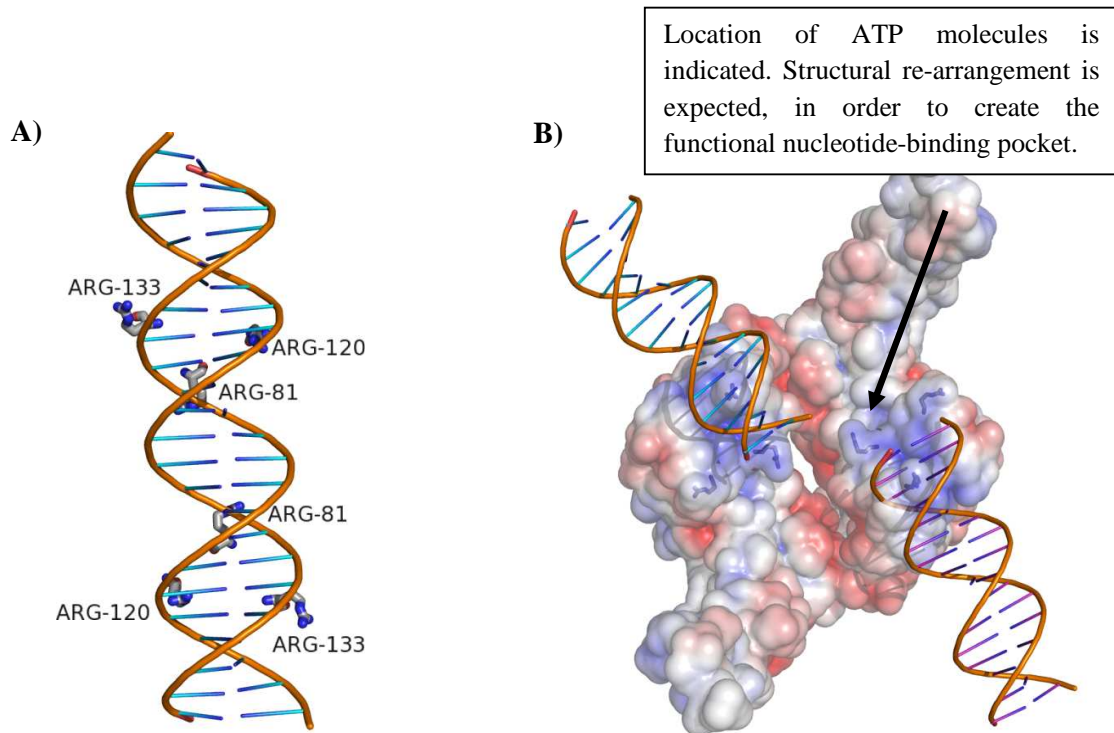 Location of ATP molecules is
indicated. Structural re-arrangement is
expected, in order to create the
functional nucleotide-binding pocket.
A)
B)
ARG-133
ARG-120
ARG-81
ARG-81
ARG-120
ARG-133